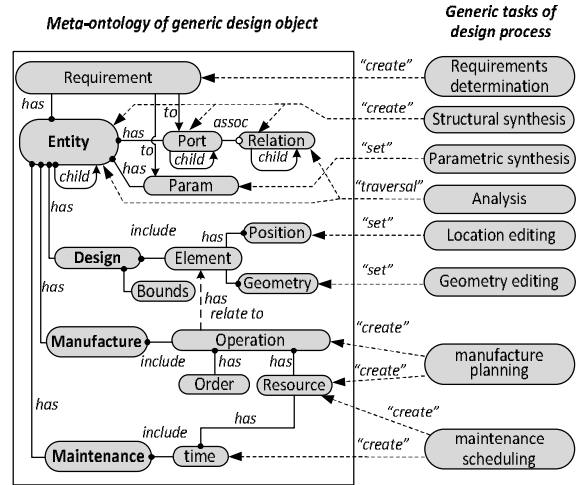 Meta-ontology of generic design object
Generic tasks of
design process
Requirement
"create"
Requirements
determination
has
to
"create"
Structural synthesis
Entity
has
Port
assoc
Relation
child
to
child
child
has
Param
"set"
Parametric synthesis
"traversal"
Analysis
has
include
has
Position
"set"
Location editing
Design
Element
Bounds
has
Geometry
"set"
Geometry editing
relate to
has
Manufacture
include
Operation
"create"
manufacture
planning
has
has
Order
Resource
"create"
has
has
"create"
include
Maintenance
time
"create"
maintenance
scheduling